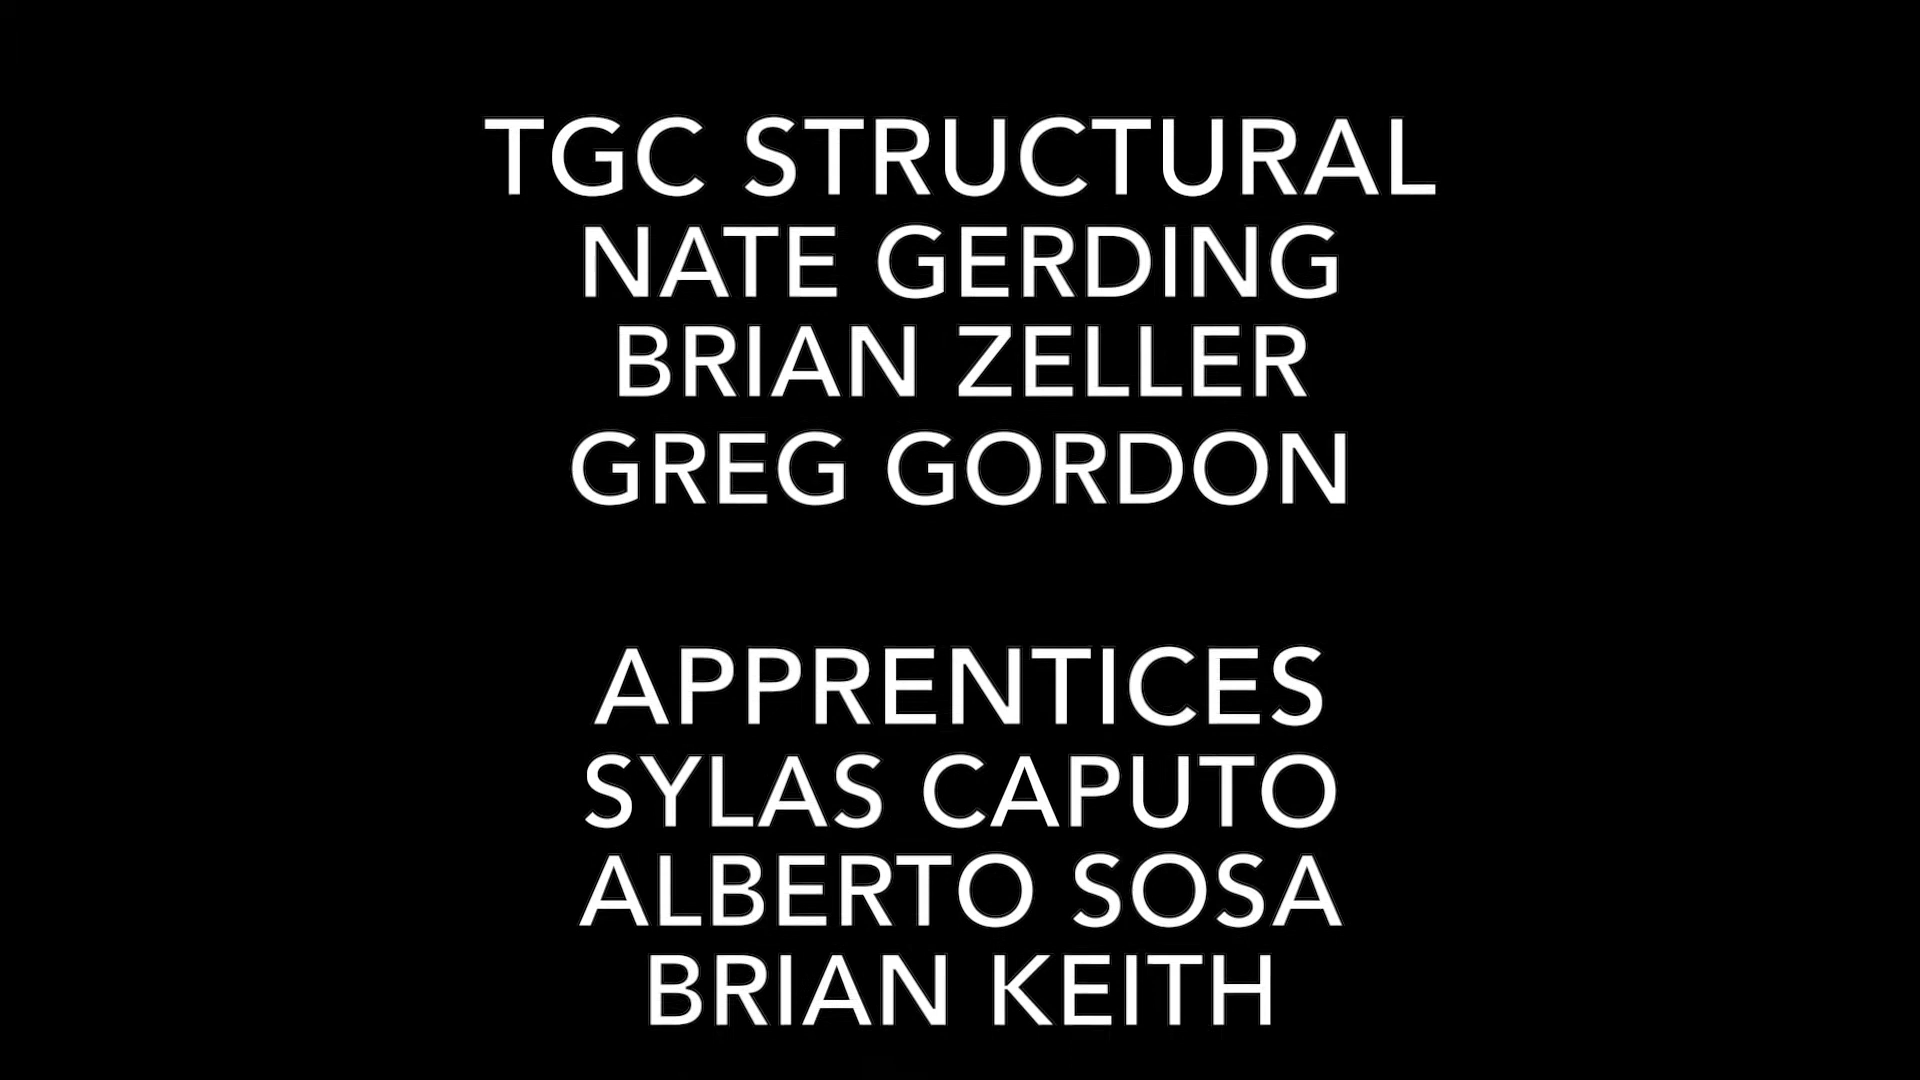 TGC STRUCTURAL
NATE GERDING
BRIAN ZELLER
GREG GORDON
APPRENTICES
SYLAS CAPUTO
ALBERTO SOSA
BRIAN KEITH